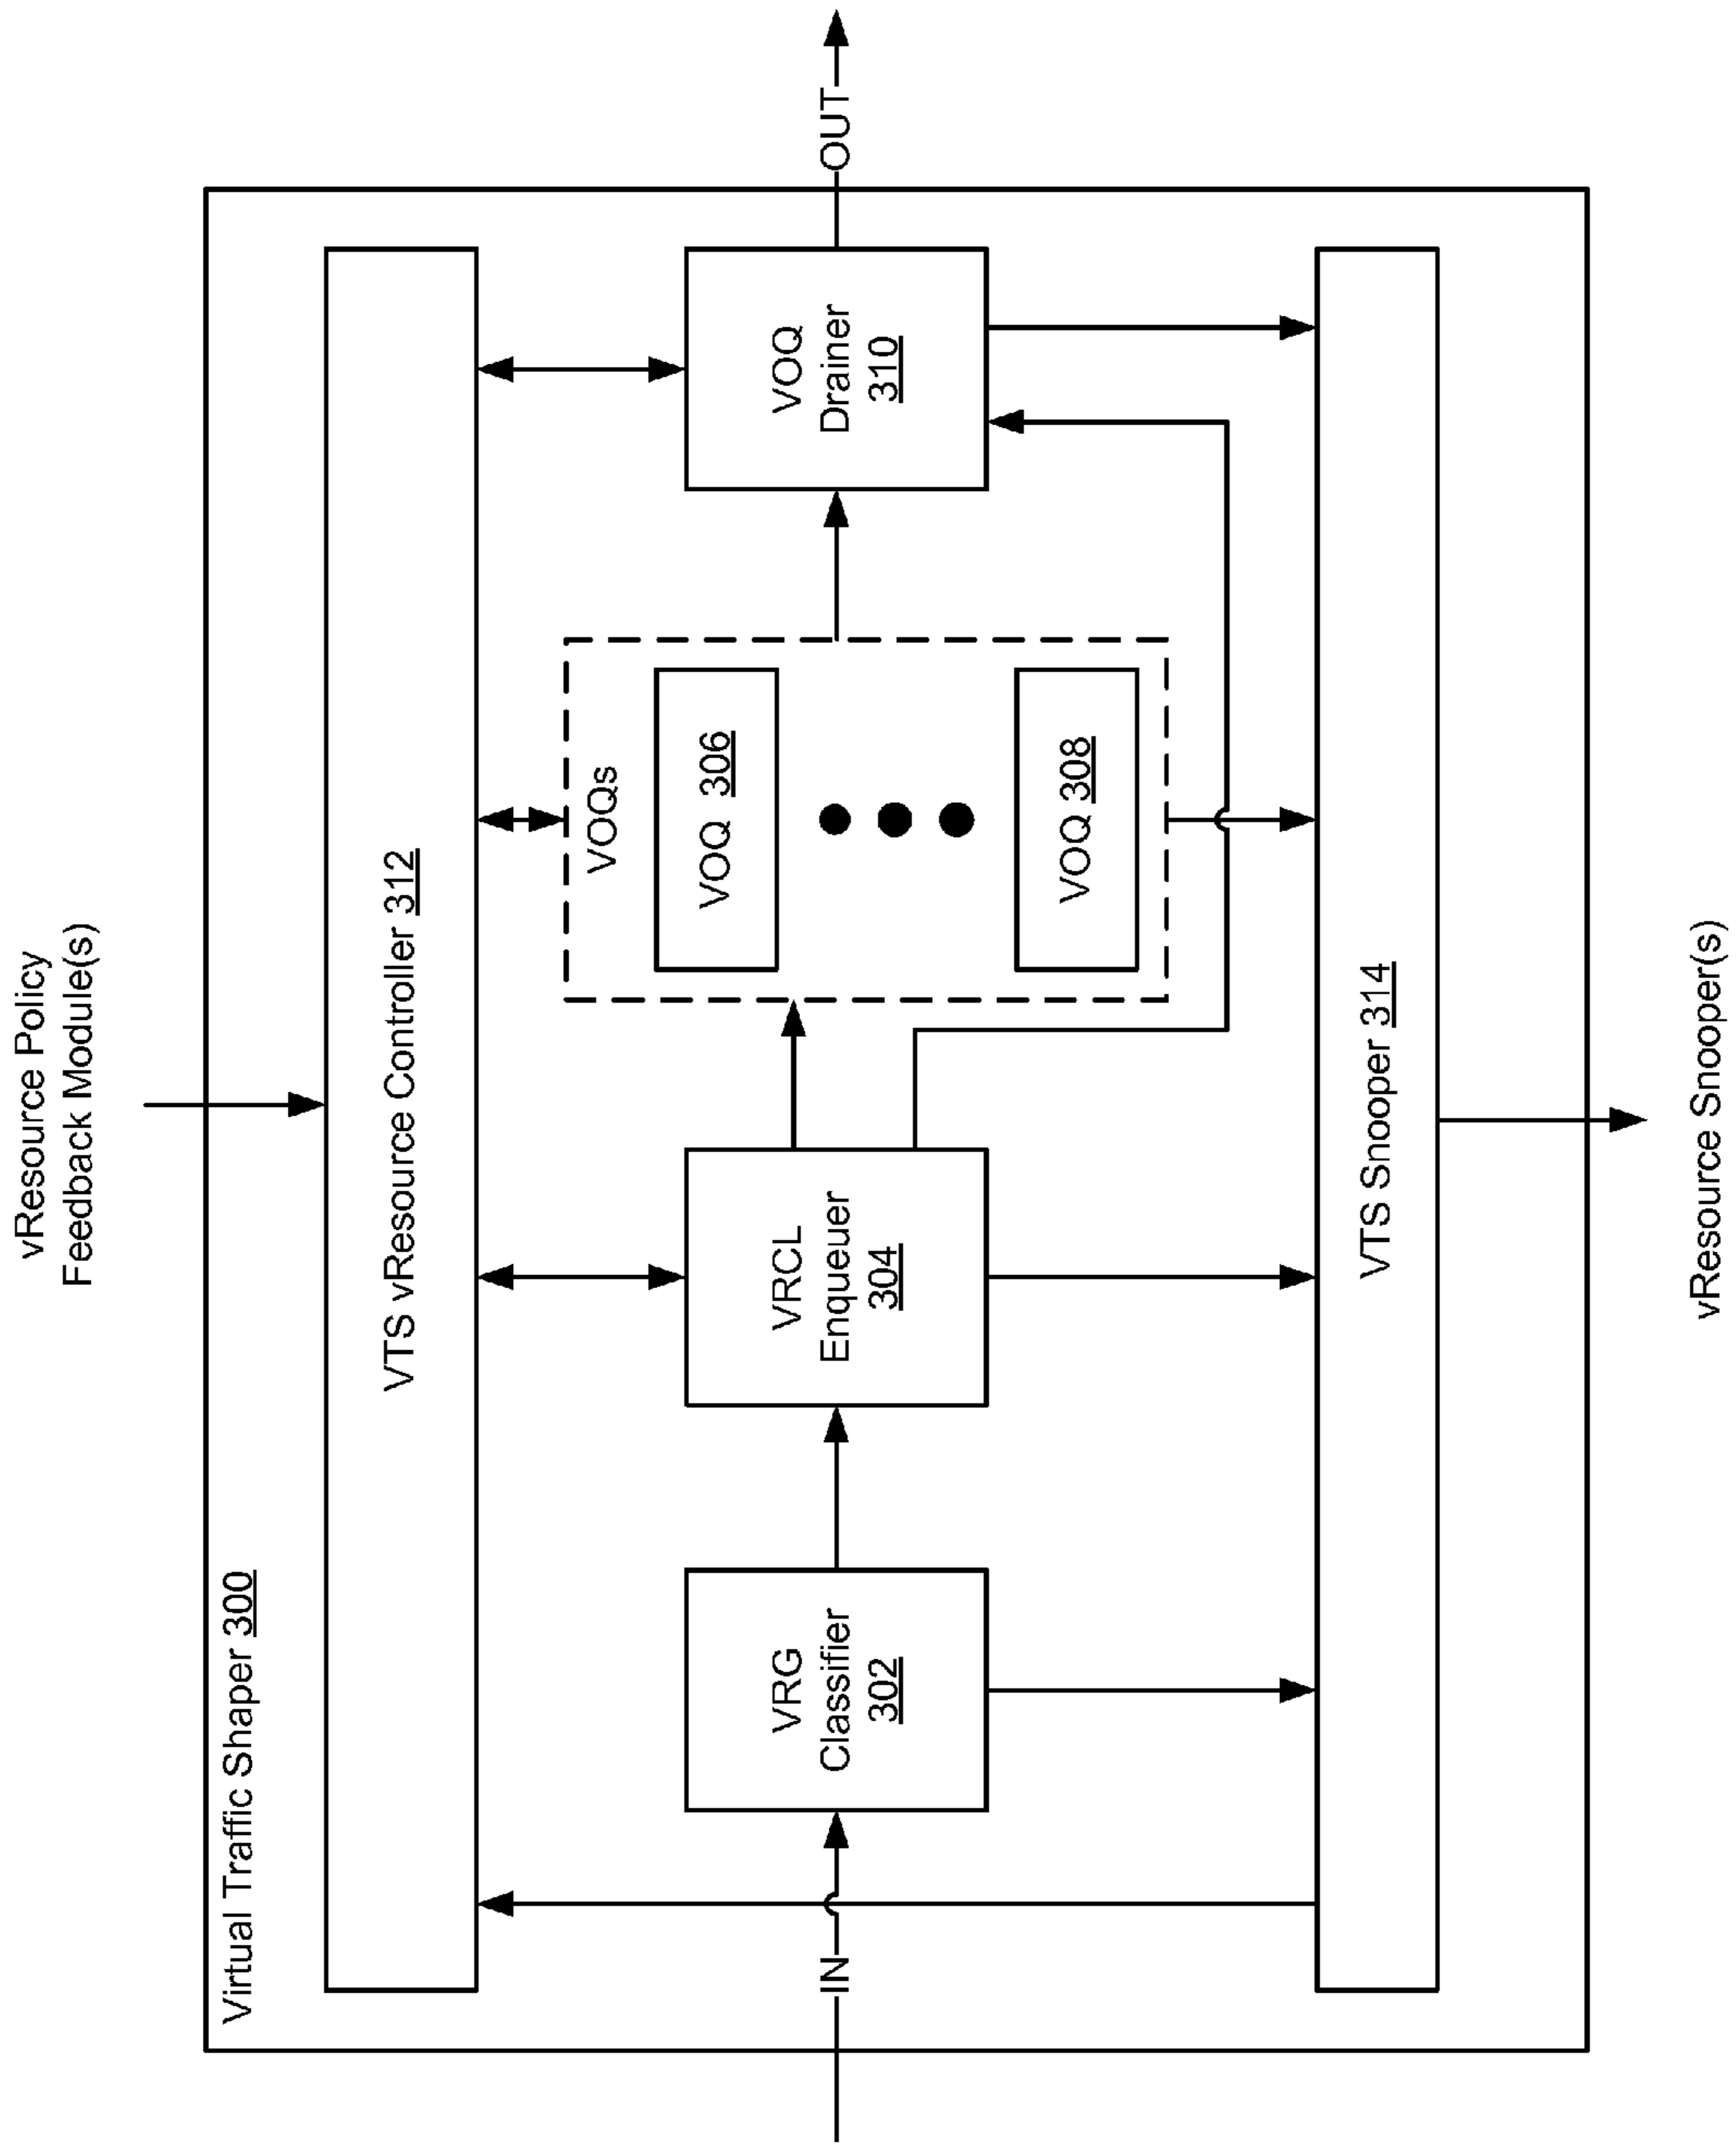 vResource Policy
Feedback Module(s)
Virtual Traffic Shaper 300
VTS vResource Controller 312
IN
VRG
Classifier
302
VRCL
Enqueuer
304
VOQs
VOQ 306
VOQ 308
VOQ
Drainer
310
OUT
VTS Snooper 314
vResource Snooper(s)